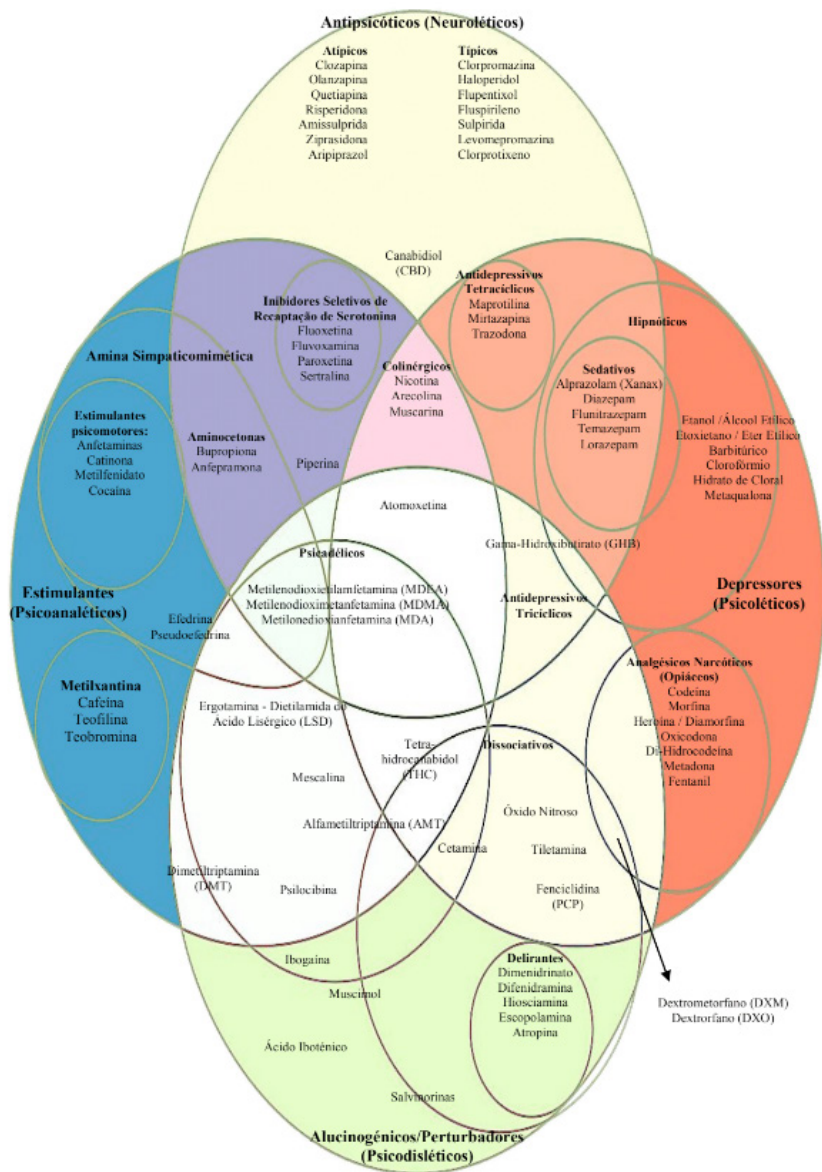 Antipsicóticos (Neuroléticos)
Atípicos
Clozapina
Olanzapina
Quetiapina
Risperidona
Amissulprida
Ziprasidona
Aripiprazol
Típicos
Clorpromazina
Haloperidol
Flupentixol
Fluspirileno
Sulpirida
Levomepromazina
Clorprotixeno
Canabidiol
(CBD)
Inibidores Seletivos de
Recaptação de Serotonina
Fluoxetina
Fluvoxamina
Paroxetina
Sertralina
Antidepressivos
Tetracíclicos
Maprotilina
Mirtazapina
Trazodona
Hipnóticos
Amina Simpaticomimética
Colinérgicos
Nicotina
Arecolina
Muscarina
Sedativos
Alprazolam (Xanax)
Diazepam
Flunitrazepam
Temazepam
Lorazepam
Estimulantes
psicomotores:
Anfetaminas
Catinona
Metilfenidato
Cocaína
Aminocetonas
Bupropiona
Anfepramona
Piperina
Etanol /Álcool Etílico
Etoxietano / Eter Etílico
Barbitúrico
Clorofórmio
Hidrato de Cloral
Metaqualona
Atomoxetina
Gama-Hidroxibutirato (GHB)
Psicadélicos
Metilenodioxietilamfetamina (MDEA)
Metilenodioximetanfetamina (MDMA)
Metilonedioxianfetamina (MDA)
Estimulantes
(Psicoanaléticos)
Antidepressivos
Tricíclicos
Depressores
(Psicoléticos)
Efedrina
Pseudoefedrina
Metilxantina
Cafeína
Teofilina
Teobromina
Analgésicos Narcóticos
(Opiáceos)
Codeína
Morfina
Heroína / Diamorfina
Oxicodona
Di-Hidrocodeína
Metadona
Fentanil
Ergotamina - Dietilamida do
Ácido Lisérgico (LSD)
Tetra-
hidrocanabidol
(THC)
Dissociativos
Mescalina
Alfametiltriptamina (AMT)
Óxido Nitroso
Cetamina
Tiletamina
Dimetiltriptamina
(DMT)
Psilocibina
Fenciclidina
(PCP)
Ibogaína
Muscimol
Delirantes
Dimenidrinato
Difenidramina
Hiosciamina
Escopolamina
Atropina
Dextrometorfano (DXM)
Dextrorfano (DXO)
Ácido Iboténico
Salvinorinas
Alucinogénicos/Perturbadores
(Psicodisléticos)